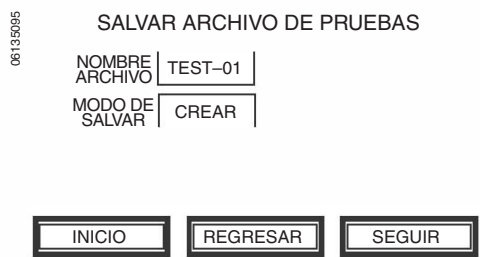 06135095
SALVAR ARCHIVO DE PRUEBAS
NOMBRE ARCHIVO TEST–01
MODO DE SALVAR CREAR
INICIO REGRESAR SEGUIR